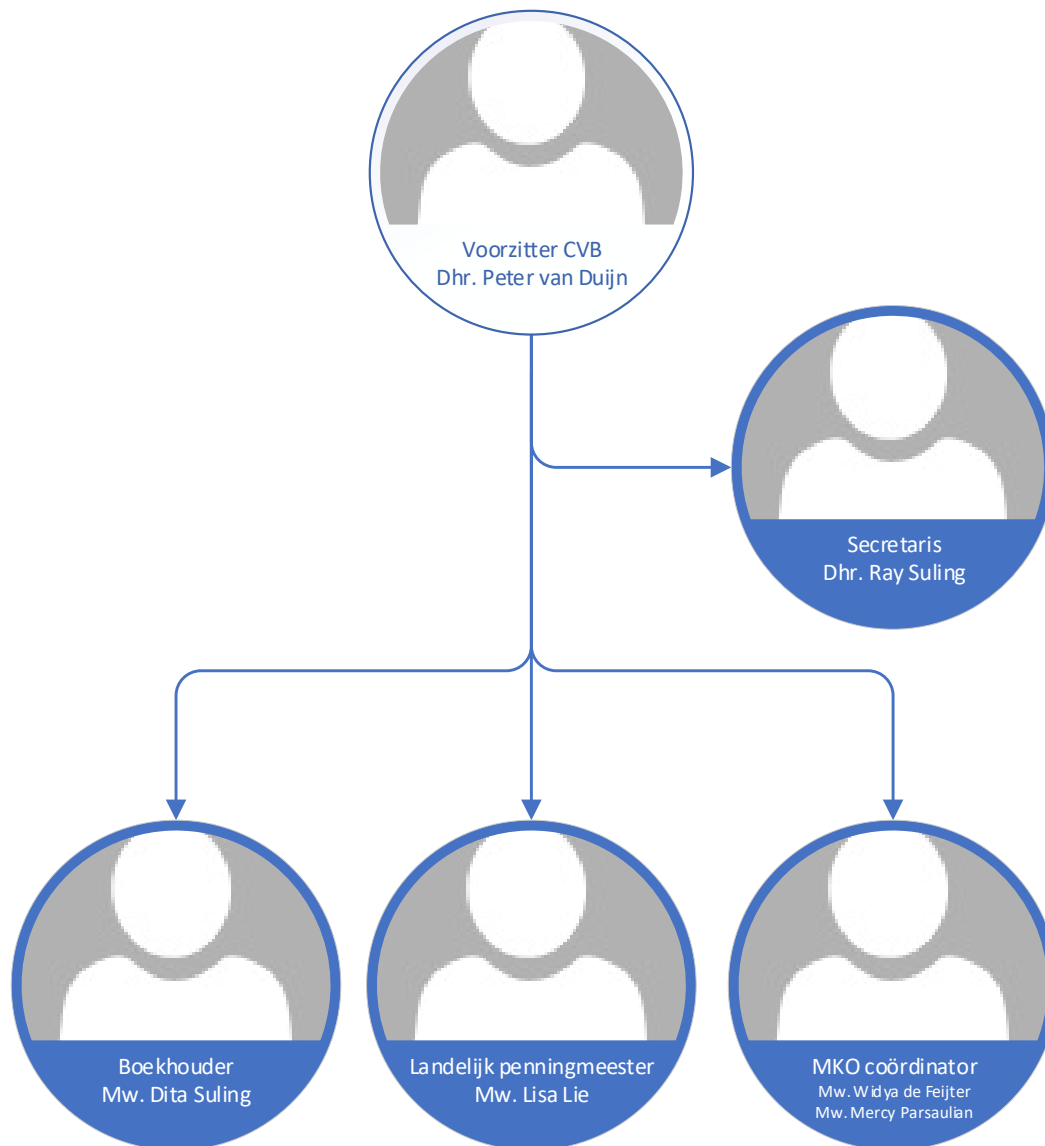 Voorzitter CVB
Dhr. Peter van Duijn
Secretaris
Dhr. Ray Suling
Boekhouder
Mw. Dita Suling
Landelijk penningmeester
Mw. Lisa Lie
MKO coördinator
Mw. Widya de Feijter
Mw. Mercy Parsaulian